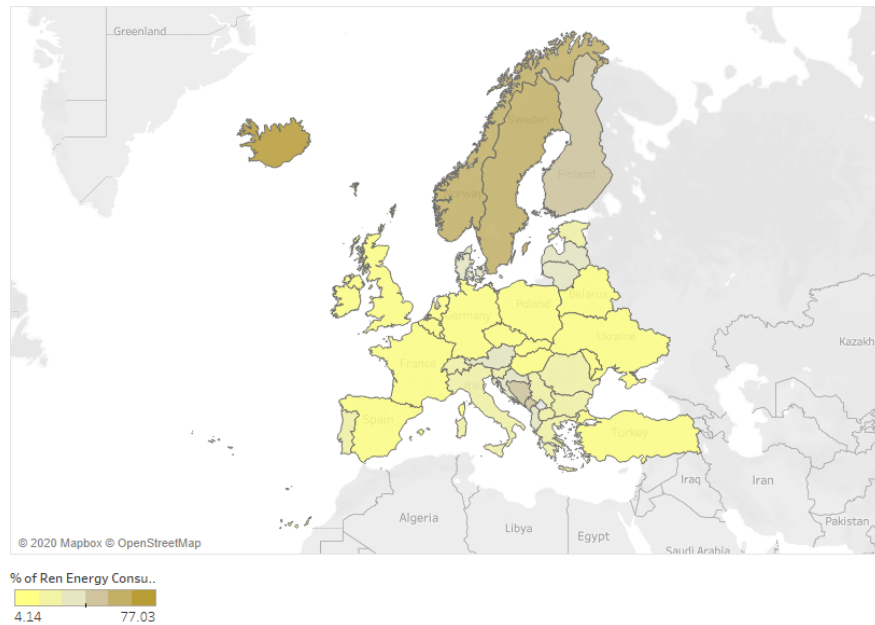 Greenland
Sweden
Norway
Finland
Belarus
Poland
Germany
Ukraine
Kazakh
France
Italy
Spain
Turkey
Iraq
Iran
Algeria
Libya
Egypt
Pakistan
Saudi Arabia
© 2020 Mapbox © OpenStreetMap
% of Ren Energy Consu..
4.14 77.03